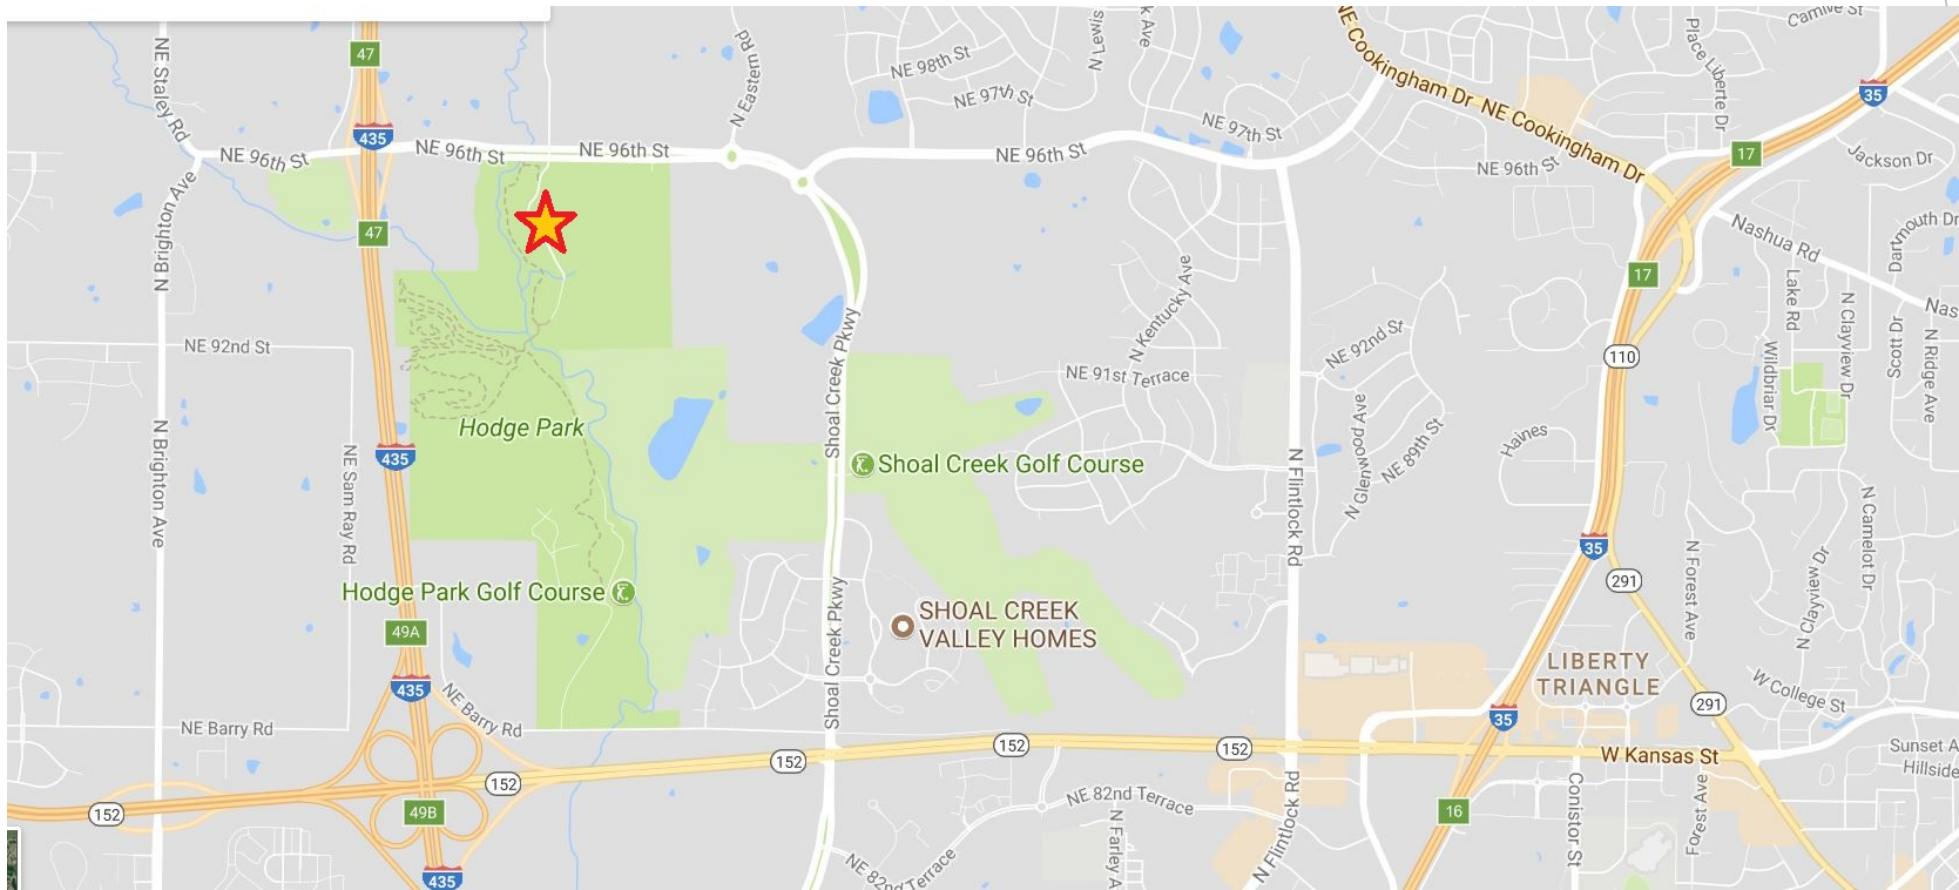 NE Staley Rd
47
435
NE 96th St
NE 96th St
NE 96th St
N Eastern Rd
NE 98th St
NE 97th St
N Lewis
k Ave
NE 96th St
NE 97th St
NE Cookingham Dr
NE Cookingham Dr
NE 96th St
Place Liberte Dr
Camive St
35
17
Jackson Dr
Nashua Rd
Dartmouth Dr
Nas
N Brighton Ave
47
17
110
Lake Rd
N Clayview Dr
Scott Dr
N Ridge Ave
Wildbriar Dr
NE 92nd St
Shoal Creek Pkwy
N Kentucky Ave
NE 91st Terrace
NE 92nd St
N Glenwood Ave
NE 89th St
Haines
N Brighton Ave
NE Sam Ray Rd
435
Hodge Park
Shoal Creek Golf Course
N Flintlock Rd
35
291
N Forest Ave
N Camelot Dr
N Clayview Dr
Hodge Park Golf Course
Shoal Creek Pkwy
SHOAL CREEK
VALLEY HOMES
49A
435
NE Barry Rd
NE Barry Rd
LIBERTY
TRIANGLE
35
291
W College St
152
152
152
152
152
W Kansas St
Sunset A
Hillside
49B
435
NE 82nd Terrace
NE 82nd Terrace
N Farley A
N Flintlock Rd
16
Conistor St
Forest Ave